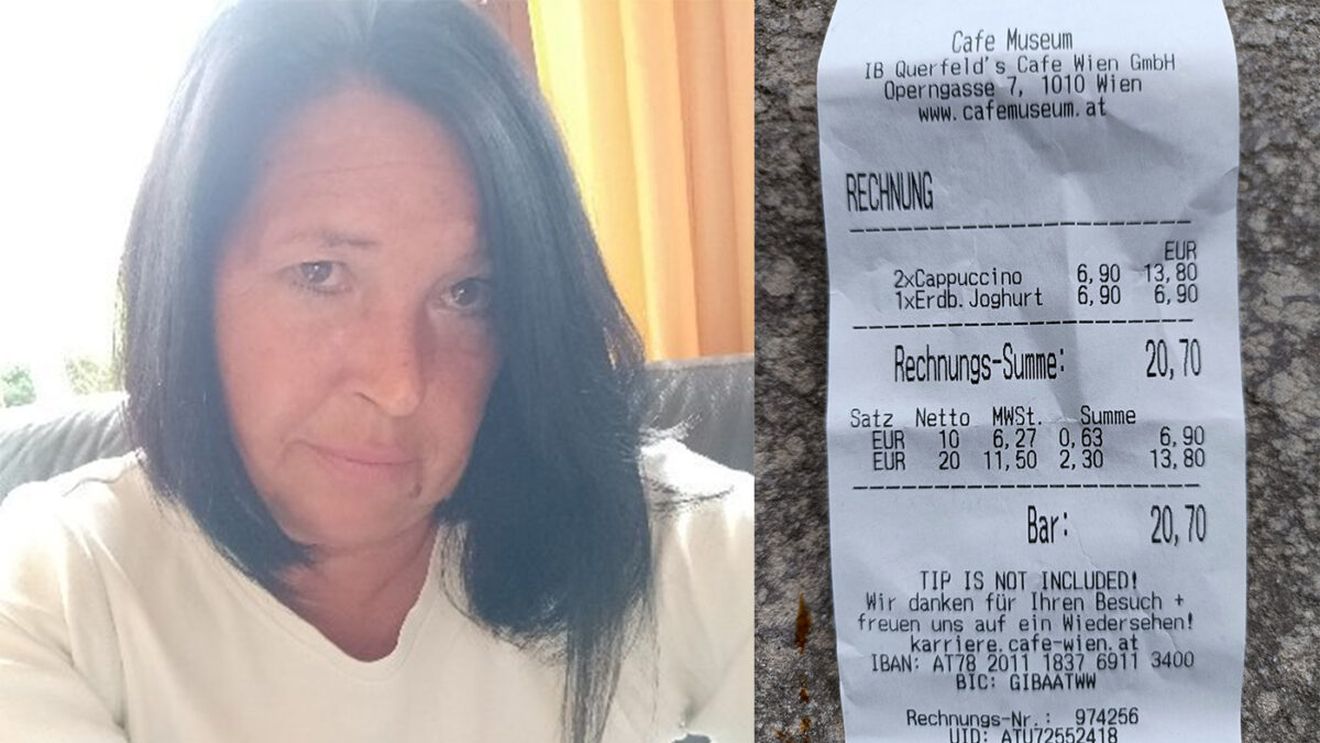 Cafe Museum
IB Querfeld's Cafe Wien GmbH
Operngasse 7, 1010 Wien
www.cafemuseum.at
RECHNUNG
EUR
2xCappuccino 6,90 13,80
1xErdb.Joghurt 6,90 6,90
Rechnungs-Summe: 20,70
Satz Netto MWSt. Summe
EUR 10 6,27 0,63 6,90
EUR 20 11,50 2,30 13,80
Bar: 20,70
TIP IS NOT INCLUDED!
Wir danken für Ihren Besuch +
freuen uns auf ein Wiedersehen!
karriere.cafe-wien.at
IBAN: AT78 2011 1837 6911 3400
BIC: GIBAATWW
Rechnungs-Nr.: 974256
UID: ATU72552418